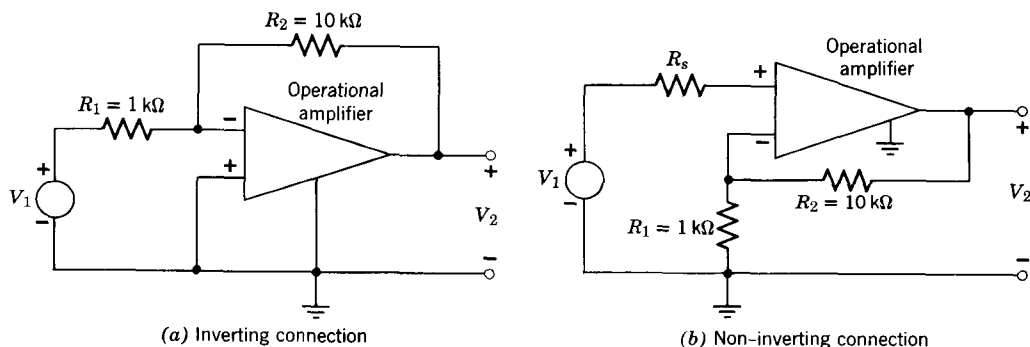 R₂ = 10 kΩ
Operational
amplifier
R₁ = 1 kΩ
−
+
+
V₁
−
+
V₂
−
(a) Inverting connection
Operational
amplifier
Rₛ
+
−
+
V₁
−
R₂ = 10 kΩ
R₁ = 1 kΩ
+
V₂
−
(b) Non-inverting connection